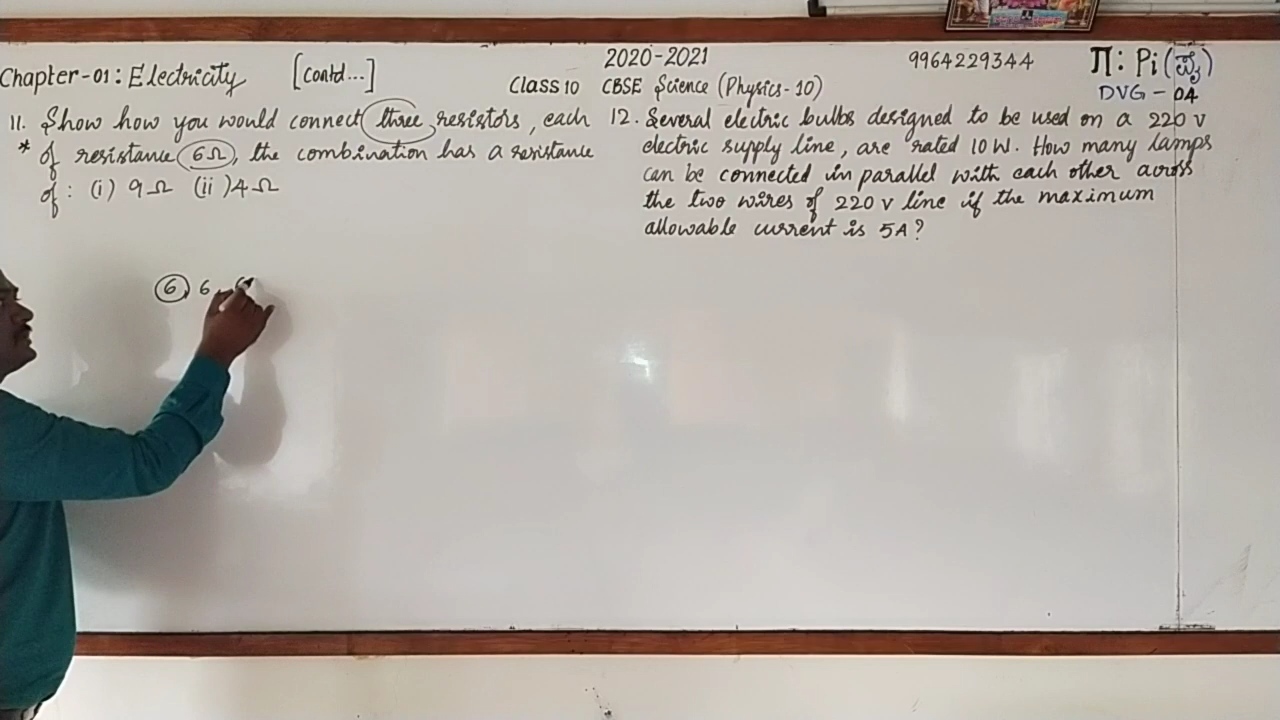 2020-2021
9964229344
Π: Pi
Chapter-01: Electricity [Contd...]
Class 10 CBSE Science (Physics-10)
DVG - 04
11. Show how you would connect three resistors, each
* of resistance 6Ω, the combination has a resistance
of: (i) 9Ω (ii) 4Ω
12. Several electric bulbs designed to be used on a 220 V
electric supply line, are rated 10 W. How many lamps
can be connected in parallel with each other across
the two wires of 220 V line if the maximum
allowable current is 5A?
6, 6,